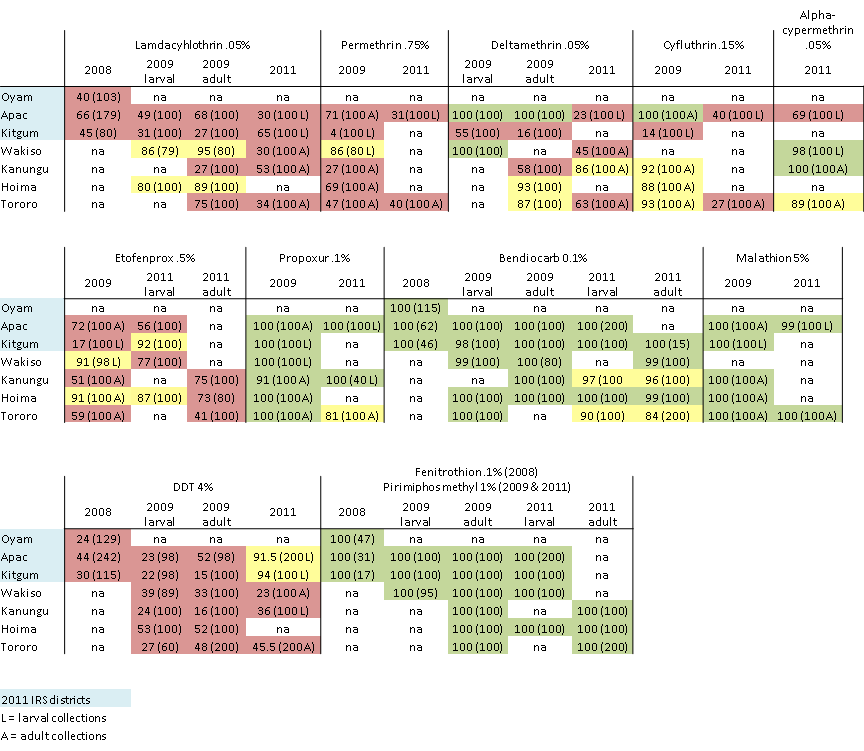 Alpha-
cypermethrin
Lamdacyhlothrin .05% Permethrin .75% Deltamethrin .05% Cyfluthrin .15% .05%
2009 2009 2009 2009
2008 larval adult 2011 2009 2011 larval adult 2011 2009 2011 2011
Oyam 40 (103) na na na na na na na na na na na
Apac 66 (179) 49 (100) 68 (100) 30 (100 L) 71 (100 A) 31(100L) 100 (100) 100 (100) 23 (100 L) 100 (100 A) 40 (100 L) 69 (100 L)
Kitgum 45 (80) 31 (100) 27 (100) 65 (100 L) 4 (100 L) na 55 (100) 16 (100) na 14 (100 L) na na
Wakiso na 86 (79) 95 (80) 30 (100 A) 86 (80 L) na 100 (100) na 45 (100 A) na na 98 (100 L)
Kanungu na na 27 (100) 53 (100 A) 27 (100 A) na na 58 (100) 86 (100 A) 92 (100 A) na 100 (100 A)
Hoima na 80 (100) 89 (100) na 69 (100 A) na na 93 (100) na 88 (100 A) na na
Tororo na na 75 (100) 34 (100 A) 47 (100 A) 40 (100 A) na 87 (100) 63 (100 A) 93 (100 A) 27 (100 A) 89 (100 A)
Etofenprox .5% Propoxur .1% Bendiocarb 0.1% Malathion 5%
2011 2011 2009 2009 2011 2011
2009 larval adult 2009 2011 2008 larval adult larval adult 2009 2011
Oyam na na na na na 100 (115) na na na na na na
Apac 72 (100 A) 56 (100) na 100 (100 A) 100 (100 L) 100 (62) 100 (100) 100 (100) 100 (200) na 100 (100 A) 99 (100 L)
Kitgum 17 (100 L) 92 (100) na 100 (100 L) na 100 (46) 98 (100) 100 (100) 100 (100) 100 (15) 100 (100 L) na
Wakiso 91 (98 L) 77 (100) na 100 (100 L) na na 99 (100) 100 (80) na 99 (100) na na
Kanungu 51 (100 A) na 75 (100) 91 (100 A) 100 (40 L) na na 100 (100) 97 (100 96 (100) 100 (100 A) na
Hoima 91 (100 A) 87 (100) 73 (80) 100 (100 A) na na 100 (100) 100 (100) 100 (100) 99 (100) 100 (100 A) na
Tororo 59 (100 A) na 41 (100) 100 (100 A) 81 (100 A) na 100 (100) na 90 (100) 84 (200) 100 (100 A) 100 (100 A)
Fenitrothion .1% (2008)
DDT 4% Pirimiphos methyl 1% (2009 & 2011)
2009 2009 2009 2009 2011 2011
2008 larval adult 2011 2008 larval adult larval adult
Oyam 24 (129) na na na 100 (47) na na na na
Apac 44 (242) 23 (98) 52 (98) 91.5 (200L) 100 (31) 100 (100) 100 (100) 100 (200) na
Kitgum 30 (115) 22 (98) 15 (100) 94 (100 L) 100 (17) 100 (100) 100 (100) 100 (100) na
Wakiso na 39 (89) 33 (100) 23 (100 A) na 100 (95) 100 (100) 100 (100) na
Kanungu na 24 (100) 16 (100) 36 (100 L) na na 100 (100) na 100 (100)
Hoima na 53 (100) 52 (100) na na na 100 (100) 100 (100) 100 (100)
Tororo na 27 (60) 48 (200) 45.5 (200A) na na 100 (100) na 100 (200)
2011 IRS districts
L = larval collections
A = adult collections